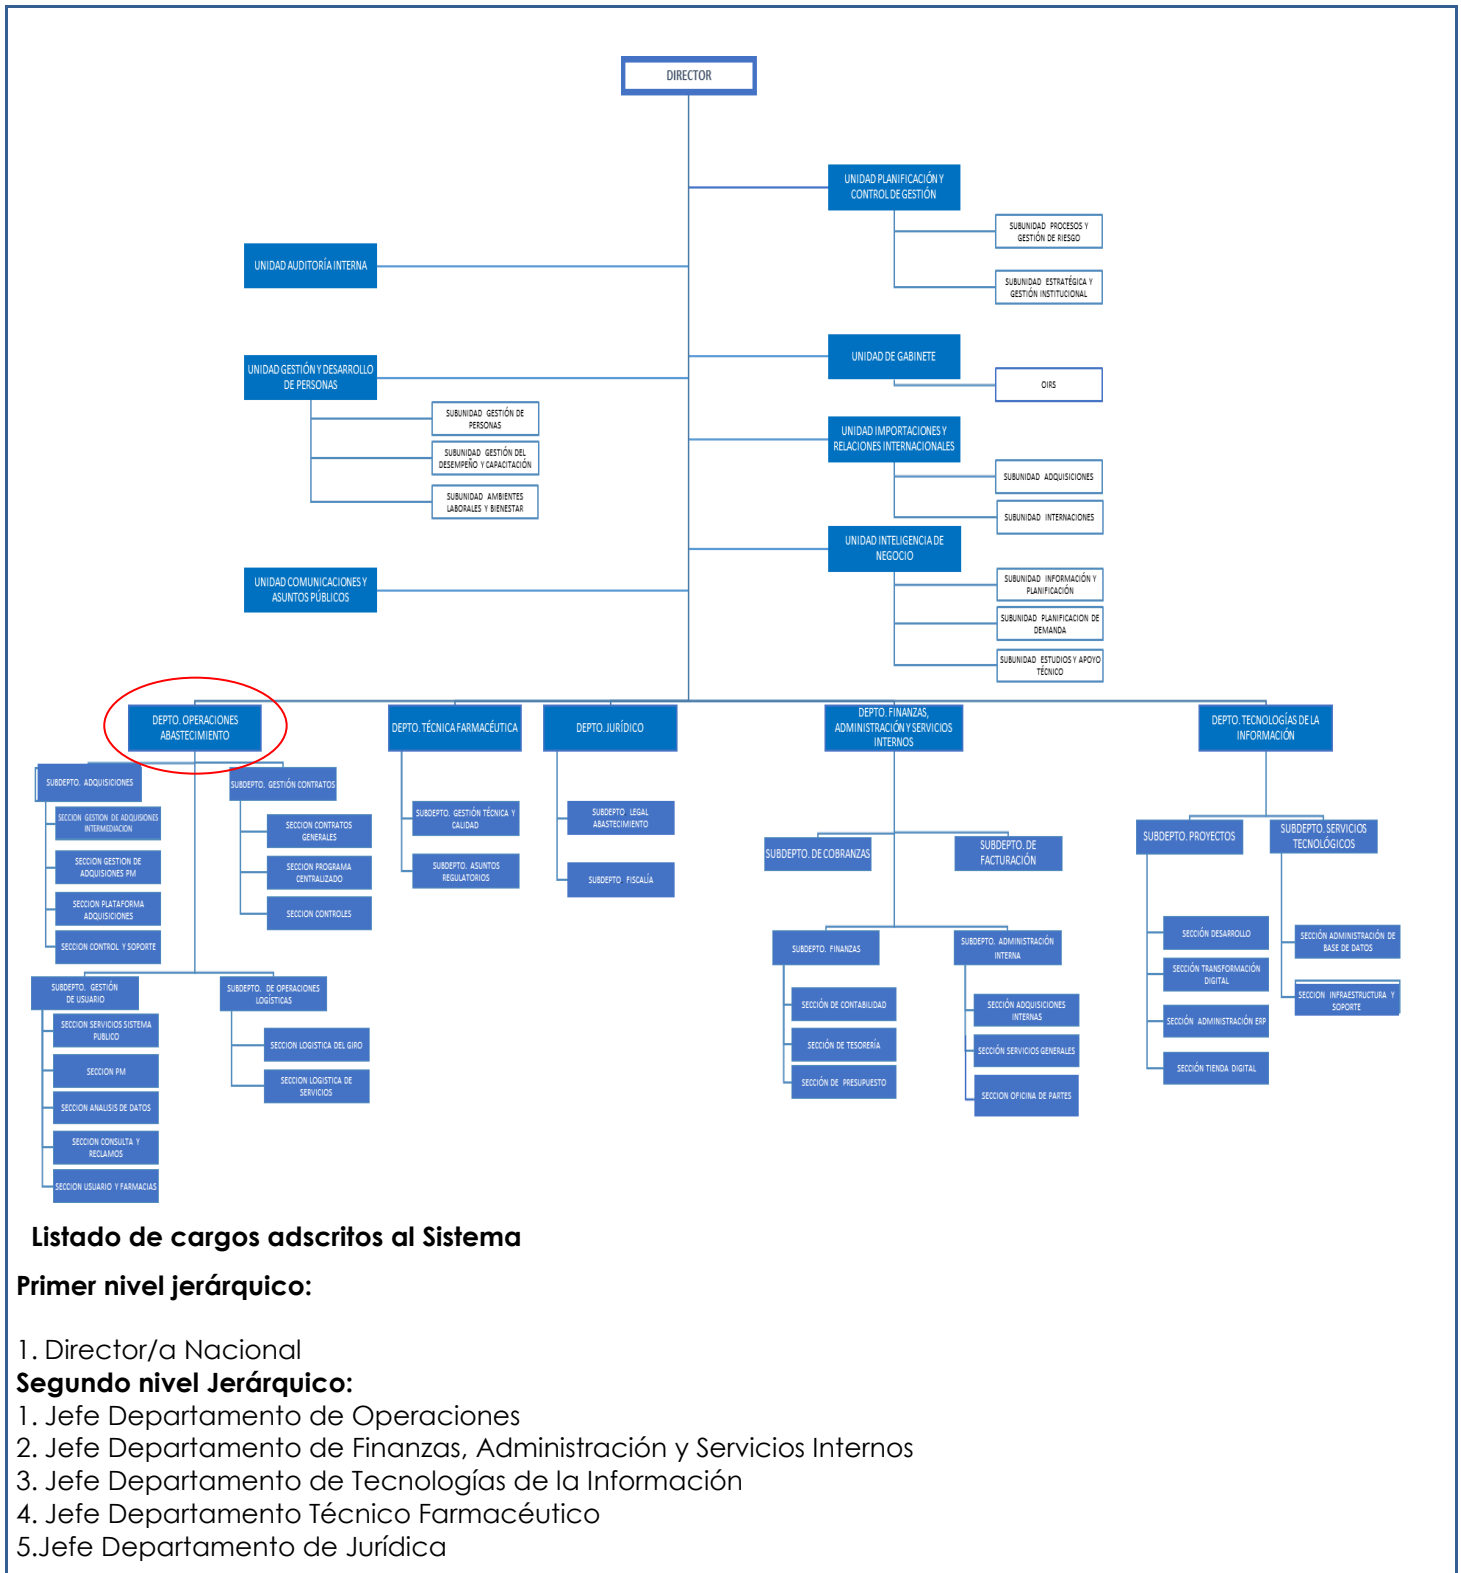 DIRECTOR
UNIDAD PLANIFICACIÓN Y
CONTROL DE GESTIÓN
SUBUNIDAD PROCESOS Y
GESTIÓN DE RIESGO
SUBUNIDAD ESTRATÉGICA Y
GESTIÓN INSTITUCIONAL
UNIDAD AUDITORÍA INTERNA
UNIDAD DE GABINETE
OIRS
UNIDAD GESTIÓN Y DESARROLLO
DE PERSONAS
SUBUNIDAD GESTIÓN DE
PERSONAS
SUBUNIDAD GESTIÓN DEL
DESEMPEÑO Y CAPACITACIÓN
SUBUNIDAD AMBIENTES
LABORALES Y BIENESTAR
UNIDAD IMPORTACIONES Y
RELACIONES INTERNACIONALES
SUBUNIDAD ADQUISICIONES
SUBUNIDAD INTERNACIONES
UNIDAD INTELIGENCIA DE
NEGOCIO
SUBUNIDAD INFORMACIÓN Y
PLANIFICACIÓN
SUBUNIDAD PLANIFICACION DE
DEMANDA
SUBUNIDAD ESTUDIOS Y APOYO
TÉCNICO
UNIDAD COMUNICACIONES Y
ASUNTOS PÚBLICOS
DEPTO. OPERACIONES
ABASTECIMIENTO
DEPTO. TÉCNICA FARMACÉUTICA
DEPTO. JURÍDICO
DEPTO. FINANZAS,
ADMINISTRACIÓN Y SERVICIOS
INTERNOS
DEPTO. TECNOLOGÍAS DE LA
INFORMACIÓN
SUBDEPTO. ADQUISICIONES
SECCION GESTION DE ADQUISIONES
INTERMEDIACION
SECCION GESTION DE
ADQUISIONES PM
SECCION PLATAFORMA
ADQUISICIONES
SECCION CONTROL Y SOPORTE
SUBDEPTO. GESTIÓN CONTRATOS
SECCION CONTRATOS
GENERALES
SECCION PROGRAMA
CENTRALIZADO
SECCION CONTROLES
SUBDEPTO. GESTIÓN
DE USUARIO
SECCION SERVICIOS SISTEMA
PUBLICO
SECCION PM
SECCION ANALISIS DE DATOS
SECCION CONSULTA Y
RECLAMOS
SECCION USUARIO Y FARMACIAS
SUBDEPTO. DE OPERACIONES
LOGÍSTICAS
SECCION LOGISTICA DEL GIRO
SECCION LOGISTICA DE
SERVICIOS
SUBDEPTO. GESTIÓN TÉCNICA Y
CALIDAD
SUBDEPTO. ASUNTOS
REGULATORIOS
SUBDEPTO LEGAL
ABASTECIMIENTO
SUBDEPTO FISCALÍA
SUBDEPTO. DE COBRANZAS
SUBDEPTO. DE
FACTURACIÓN
SUBDEPTO. FINANZAS
SECCIÓN DE CONTABILIDAD
SECCIÓN DE TESORERÍA
SECCIÓN DE PRESUPUESTO
SUBDEPTO. ADMINISTRACIÓN
INTERNA
SECCIÓN ADQUISICIONES
INTERNAS
SECCIÓN SERVICIOS GENERALES
SECCION OFICINA DE PARTES
SUBDEPTO. PROYECTOS
SECCIÓN DESARROLLO
SECCIÓN TRANSFORMACIÓN
DIGITAL
SECCIÓN ADMINISTRACIÓN ERP
SECCIÓN TIENDA DIGITAL
SUBDEPTO. SERVICIOS
TECNOLÓGICOS
SECCIÓN ADMINISTRACIÓN DE
BASE DE DATOS
SECCION INFRAESTRUCTURA Y
SOPORTE
Listado de cargos adscritos al Sistema
Primer nivel jerárquico:
1. Director/a Nacional
Segundo nivel Jerárquico:
1. Jefe Departamento de Operaciones
2. Jefe Departamento de Finanzas, Administración y Servicios Internos
3. Jefe Departamento de Tecnologías de la Información
4. Jefe Departamento Técnico Farmacéutico
5.Jefe Departamento de Jurídica